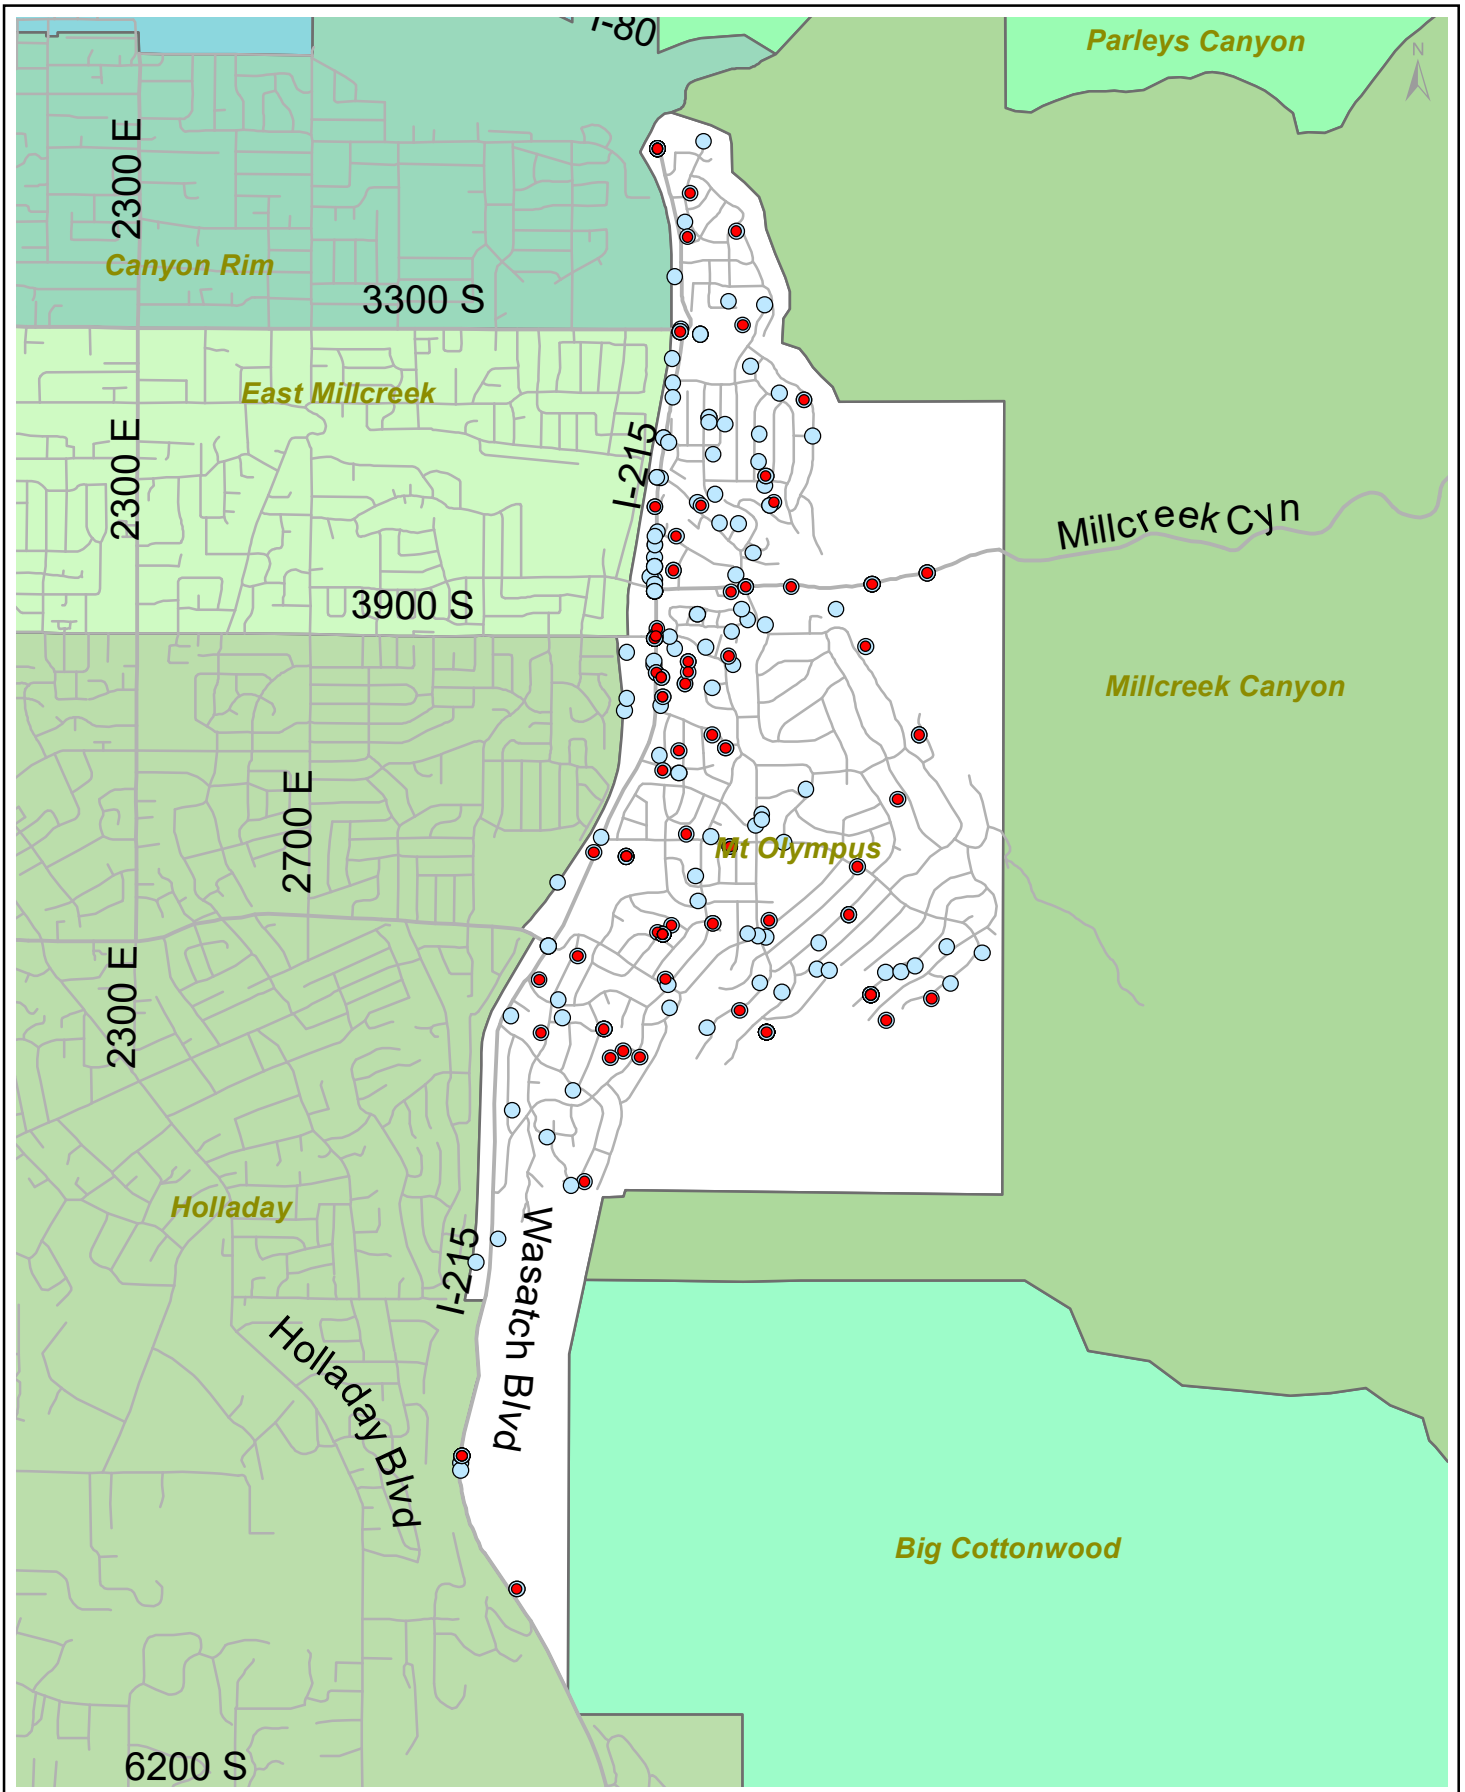 I-80
Parleys Canyon
N
2300 E
Canyon Rim
3300 S
East Millcreek
2300 E
I-215
Millcreek Cyn
3900 S
Millcreek Canyon
2700 E
Mt Olympus
2300 E
Holladay
I-215
Wasatch Blvd
Holladay Blvd
Big Cottonwood
6200 S